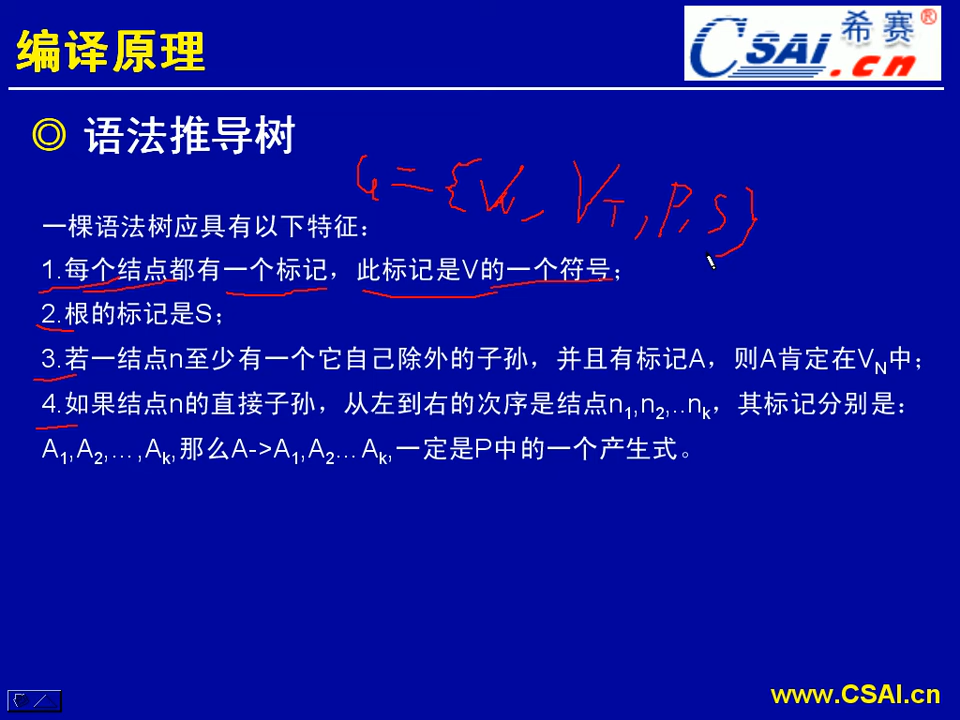 编译原理
CSAI 希赛®
.cn
◎ 语法推导树
G={VN, VT, P, S}
一棵语法树应具有以下特征：
1.每个结点都有一个标记，此标记是V的一个符号；
2.根的标记是S；
3.若一结点n至少有一个它自己除外的子孙，并且有标记A，则A肯定在VN中；
4.如果结点n的直接子孙，从左到右的次序是结点n1,n2,..nk，其标记分别是：
A1,A2,…,Ak,那么A->A1,A2…Ak,一定是P中的一个产生式。
www.CSAI.cn